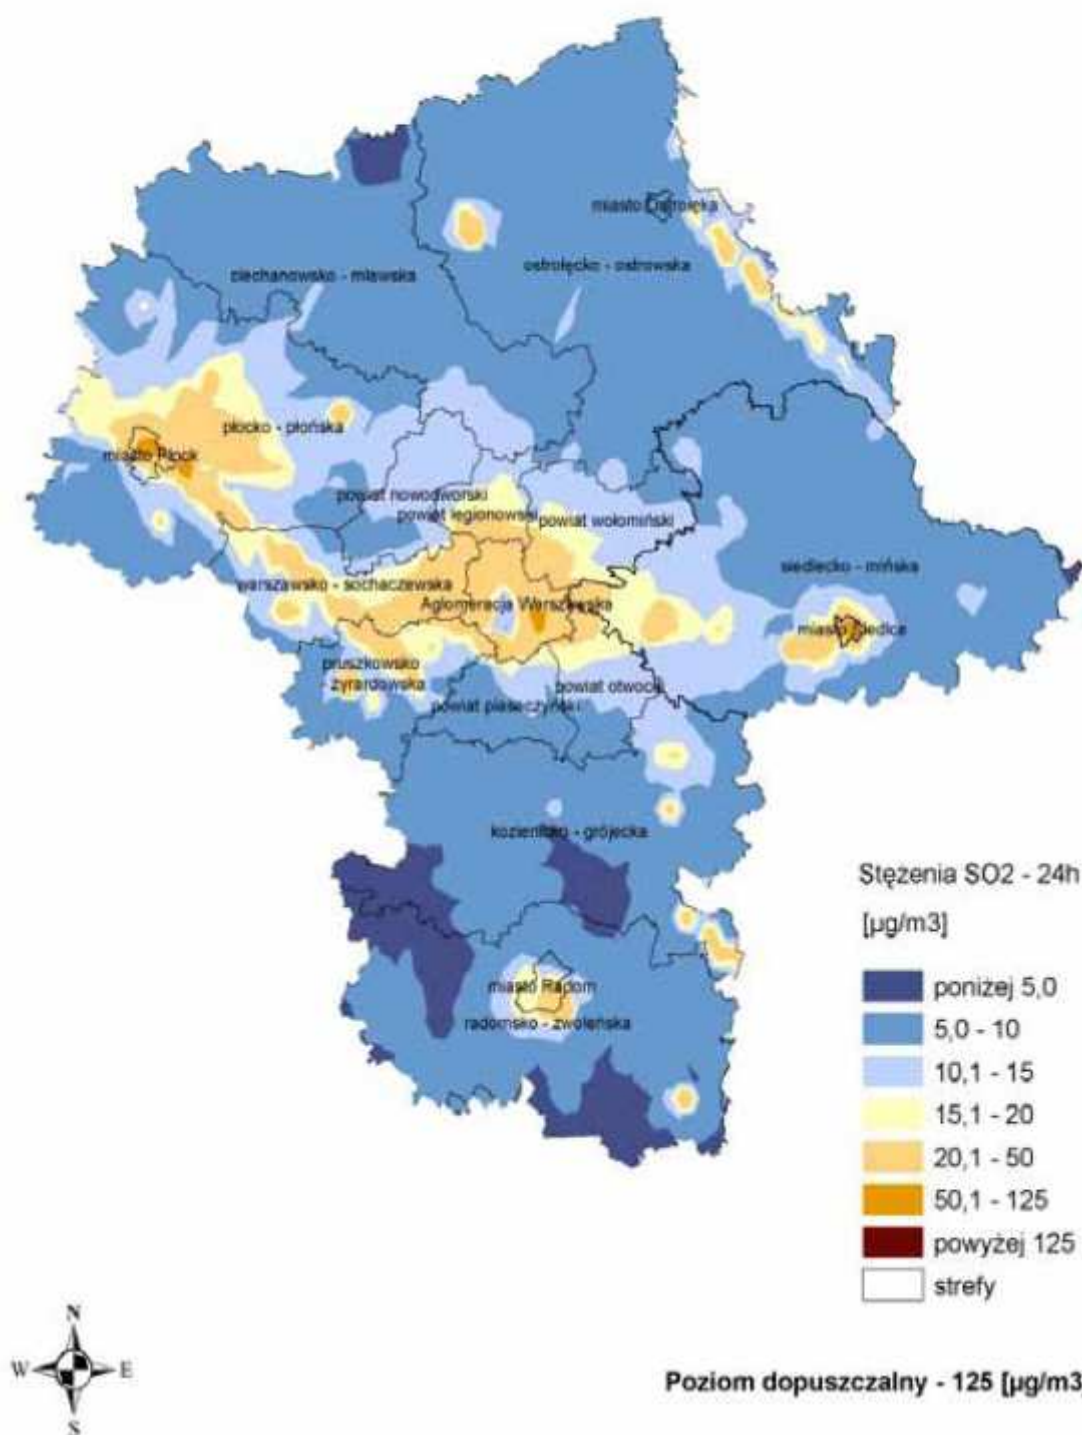 miasto Ostrołęka
ciechanowsko - mławska
ostrołęcko - ostrowska
płocko - płońska
miasto Płock
powiat nowodworski
powiat legionowski
powiat wołomiński
siedlecko - mińska
warszawsko - sochaczewska
Aglomeracja Warszawska
miasto Siedlce
pruszkowsko
- żyrardowska
powiat otwocki
powiat piaseczyński
kozienicko - grójecka
miasto Radom
radomsko - zwoleńska
Stężenia SO2 - 24h
[µg/m3]
poniżej 5,0
5,0 - 10
10,1 - 15
15,1 - 20
20,1 - 50
50,1 - 125
powyżej 125
strefy
N
W E
S
Poziom dopuszczalny - 125 [µg/m3